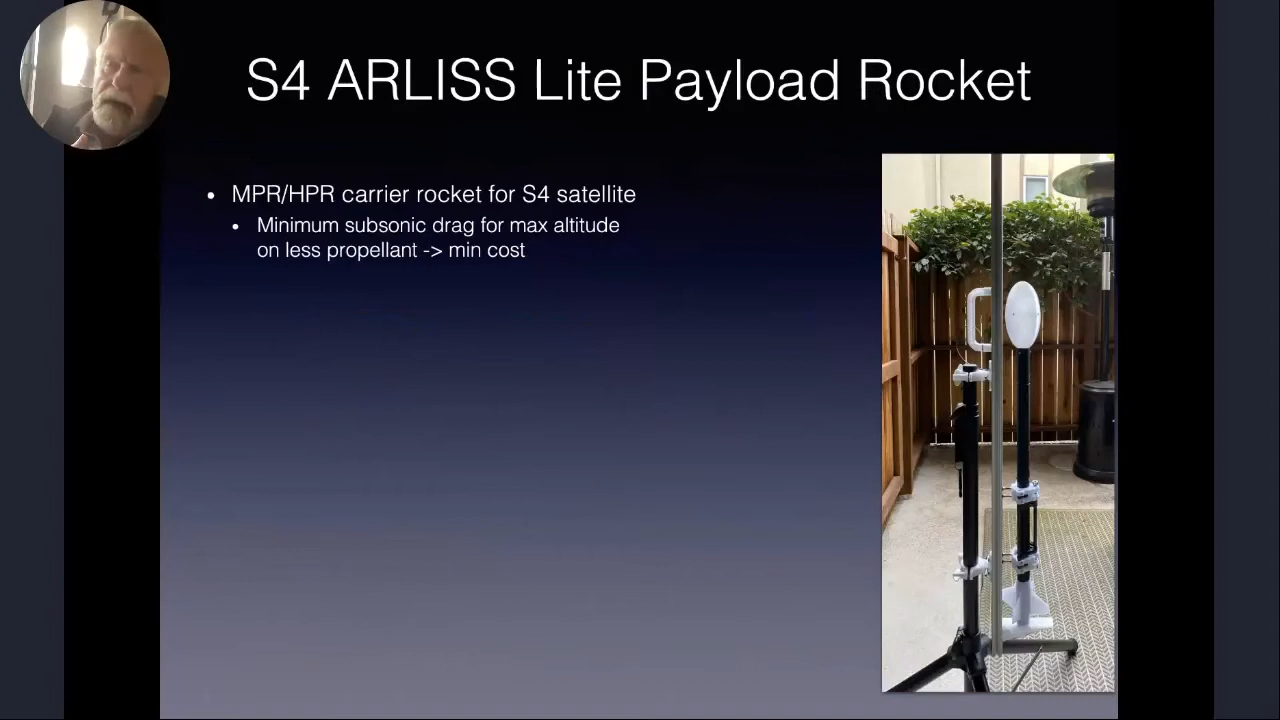 S4 ARLISS Lite Payload Rocket
• MPR/HPR carrier rocket for S4 satellite
• Minimum subsonic drag for max altitude
on less propellant -> min cost